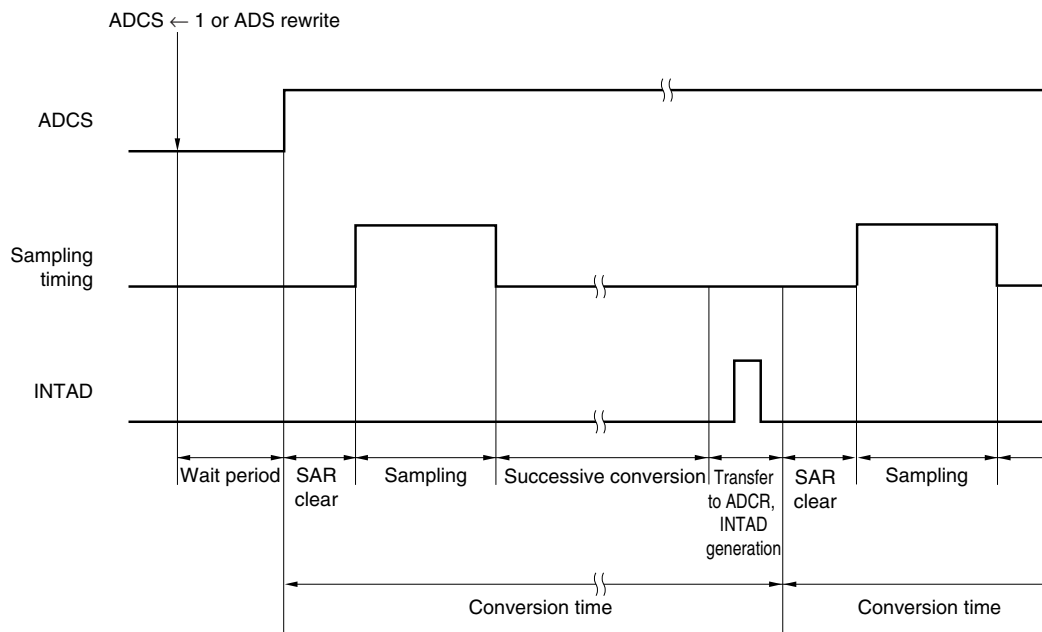 ADCS ← 1 or ADS rewrite
ADCS
Sampling
timing
INTAD
Wait period
SAR
clear
Sampling
Successive conversion
Transfer
to ADCR,
INTAD
generation
SAR
clear
Sampling
Conversion time
Conversion time